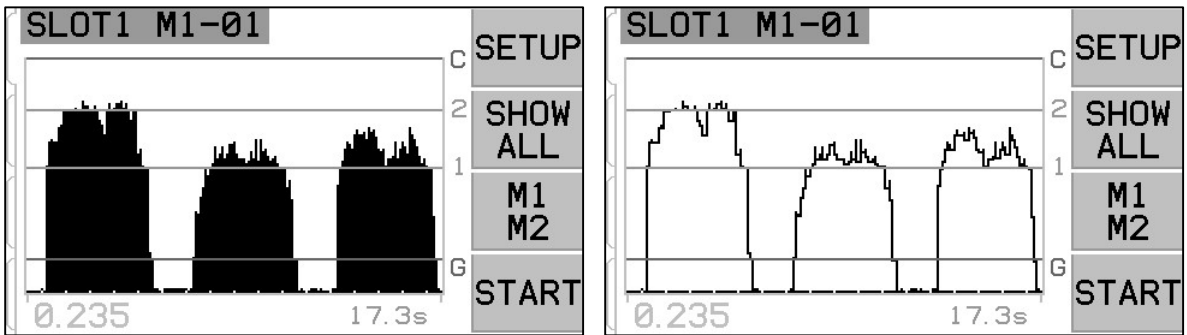 SLOT1 M1-01
SETUP
C
2
SHOW
ALL
1
M1
M2
G
START
0.235
17.3s
SLOT1 M1-01
SETUP
C
2
SHOW
ALL
1
M1
M2
G
START
0.235
17.3s